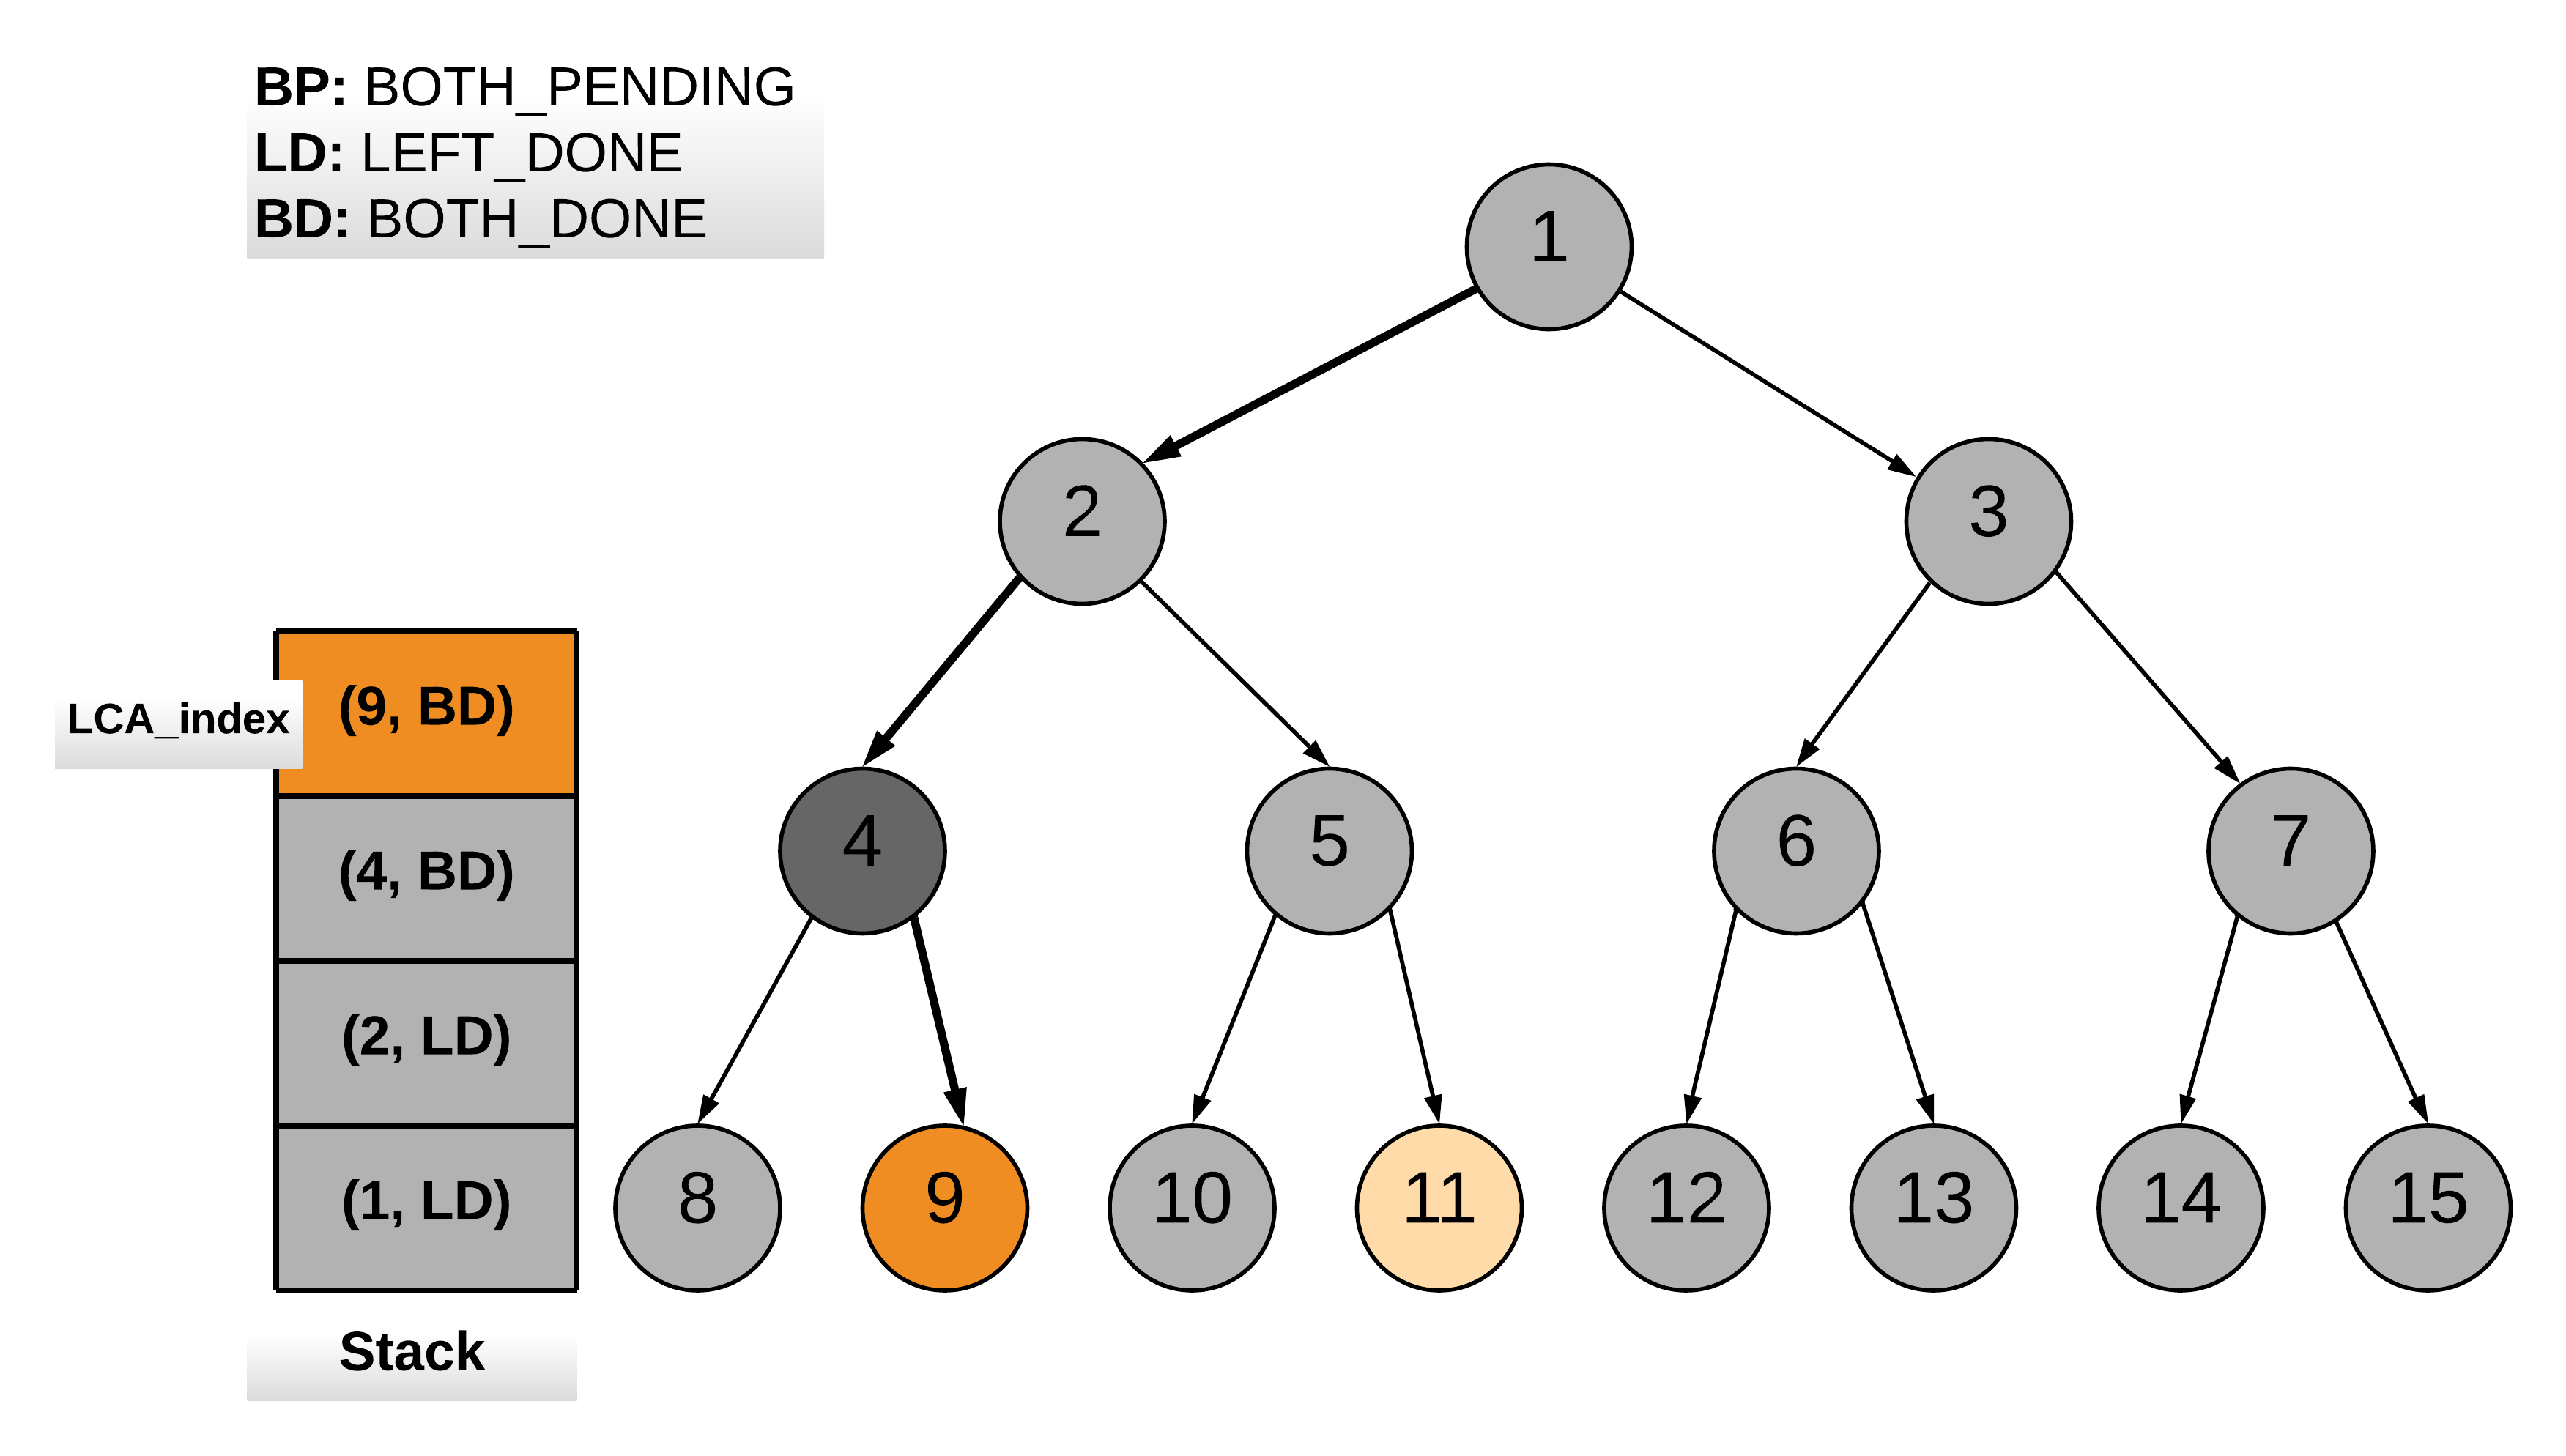 BP: BOTH_PENDING
LD: LEFT_DONE
BD: BOTH_DONE
1
2
3
LCA_index
(9, BD)
(4, BD)
(2, LD)
(1, LD)
Stack
4
5
6
7
8
9
10
11
12
13
14
15